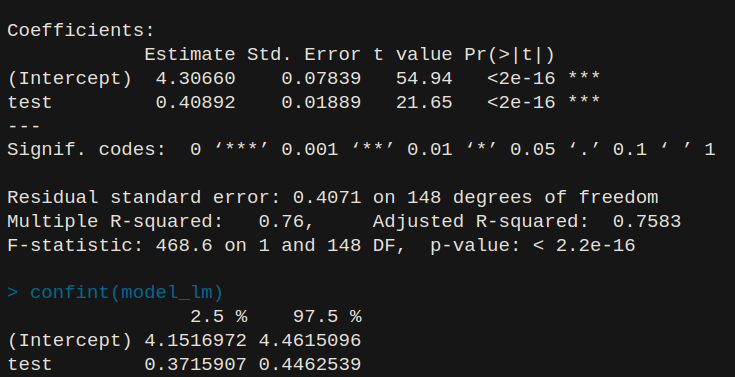 Coefficients:
            Estimate Std. Error t value Pr(>|t|)
(Intercept)  4.30660    0.07839   54.94   <2e-16 ***
test         0.40892    0.01889   21.65   <2e-16 ***
---
Signif. codes:  0 ‘***’ 0.001 ‘**’ 0.01 ‘*’ 0.05 ‘.’ 0.1 ‘ ’ 1
Residual standard error: 0.4071 on 148 degrees of freedom
Multiple R-squared:   0.76,     Adjusted R-squared:  0.7583
F-statistic: 468.6 on 1 and 148 DF,  p-value: < 2.2e-16
> confint(model_lm)
                2.5 %    97.5 %
(Intercept) 4.1516972 4.4615096
test        0.3715907 0.4462539